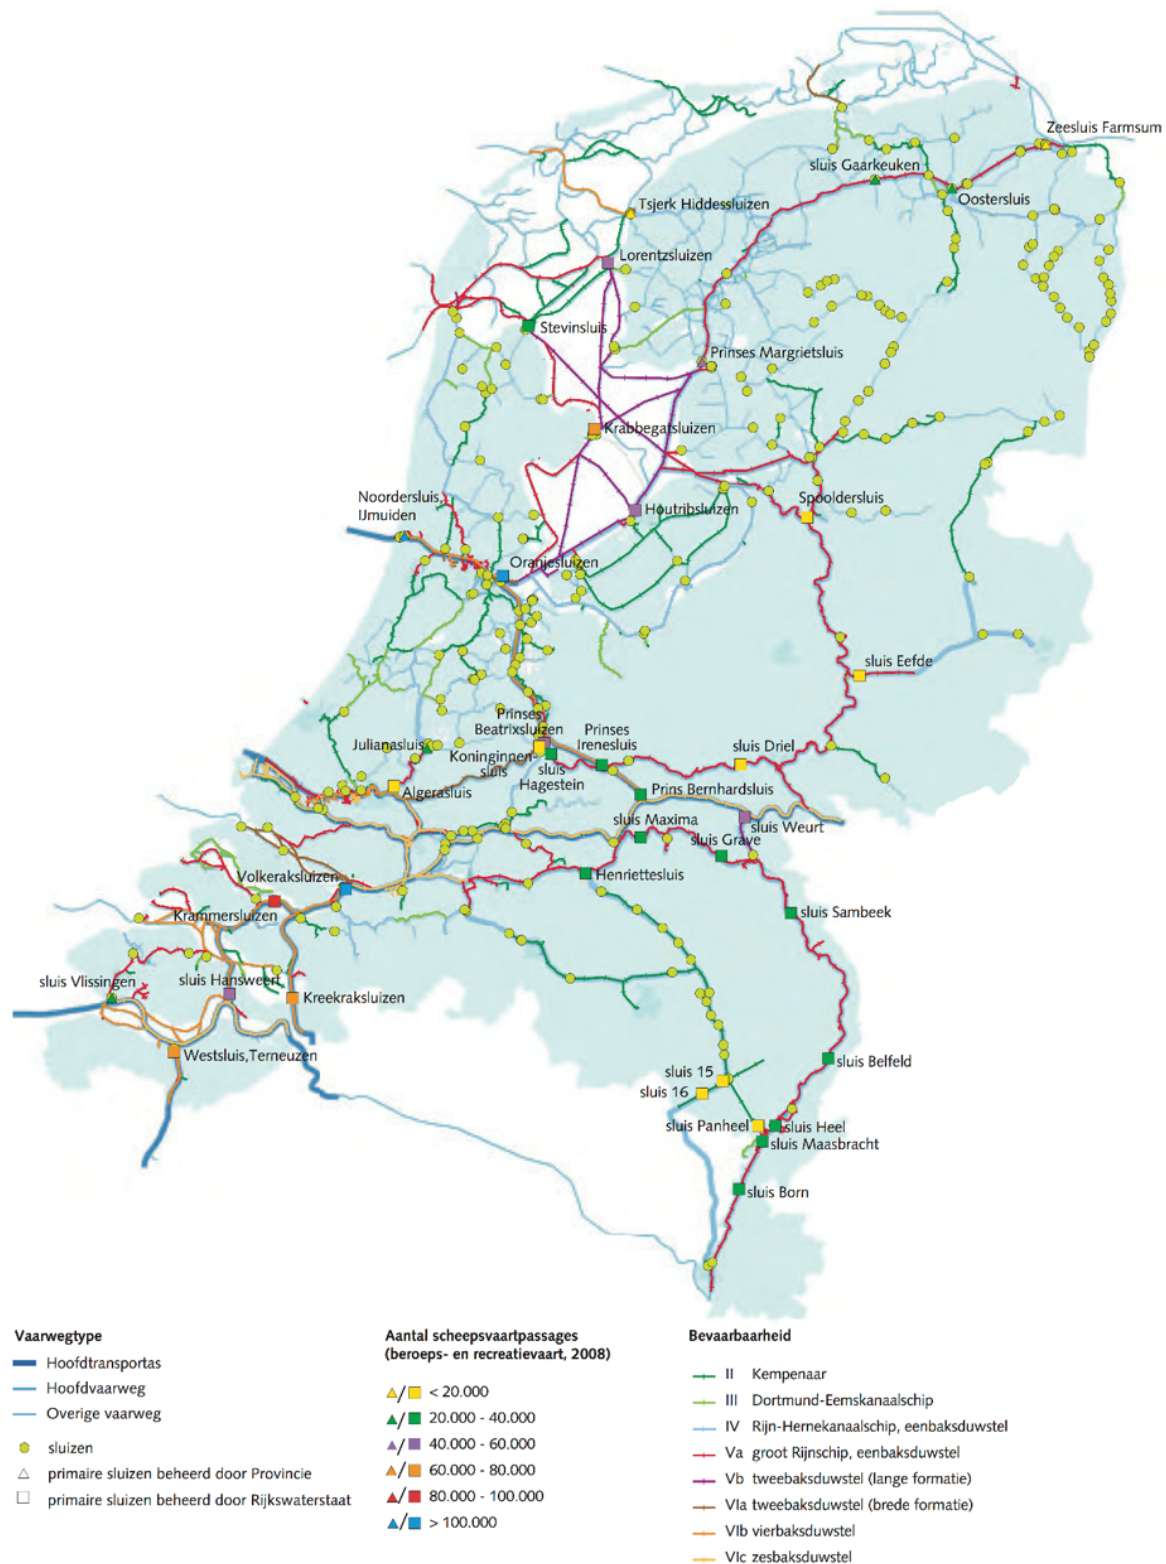 Zeesluis Farmsum
sluis Gaarkeuken
Oostersluis
Tsjerk Hiddessluizen
Lorentzsluizen
Stevinsluis
Prinses Margrietsluis
Krabbegatsluizen
Noordersluis,
IJmuiden
Spooldersluis
Houtribsluizen
Oranjesluizen
sluis Eefde
Prinses
Beatrixsluizen
Prinses
Irenesluis
Julianasluis
Koninginnen-
sluis
sluis
Hagestein
sluis Driel
Algerasluis
Prins Bernhardsluis
sluis Maxima
sluis Weurt
sluis Grave
Volkeraksluizen
Henriettesluis
Krammersluizen
sluis Sambeek
sluis Vlissingen
sluis Hansweert
Kreekraksluizen
Westsluis,Terneuzen
sluis Belfeld
sluis 15
sluis 16
sluis Panheel
sluis Heel
sluis Maasbracht
sluis Born
Vaarwegtype
Hoofdtransportas
Hoofdvaarweg
Overige vaarweg
sluizen
primaire sluizen beheerd door Provincie
primaire sluizen beheerd door Rijkswaterstaat
Aantal scheepsvaartpassages
(beroeps- en recreatievaart, 2008)
/ < 20.000
/ 20.000 - 40.000
/ 40.000 - 60.000
/ 60.000 - 80.000
/ 80.000 - 100.000
/ > 100.000
Bevaarbaarheid
II Kempenaar
III Dortmund-Eemskanaalschip
IV Rijn-Hernekanaalschip, eenbaksduwstel
Va groot Rijnschip, eenbaksduwstel
Vb tweebaksduwstel (lange formatie)
VIa tweebaksduwstel (brede formatie)
VIb vierbaksduwstel
VIc zesbaksduwstel